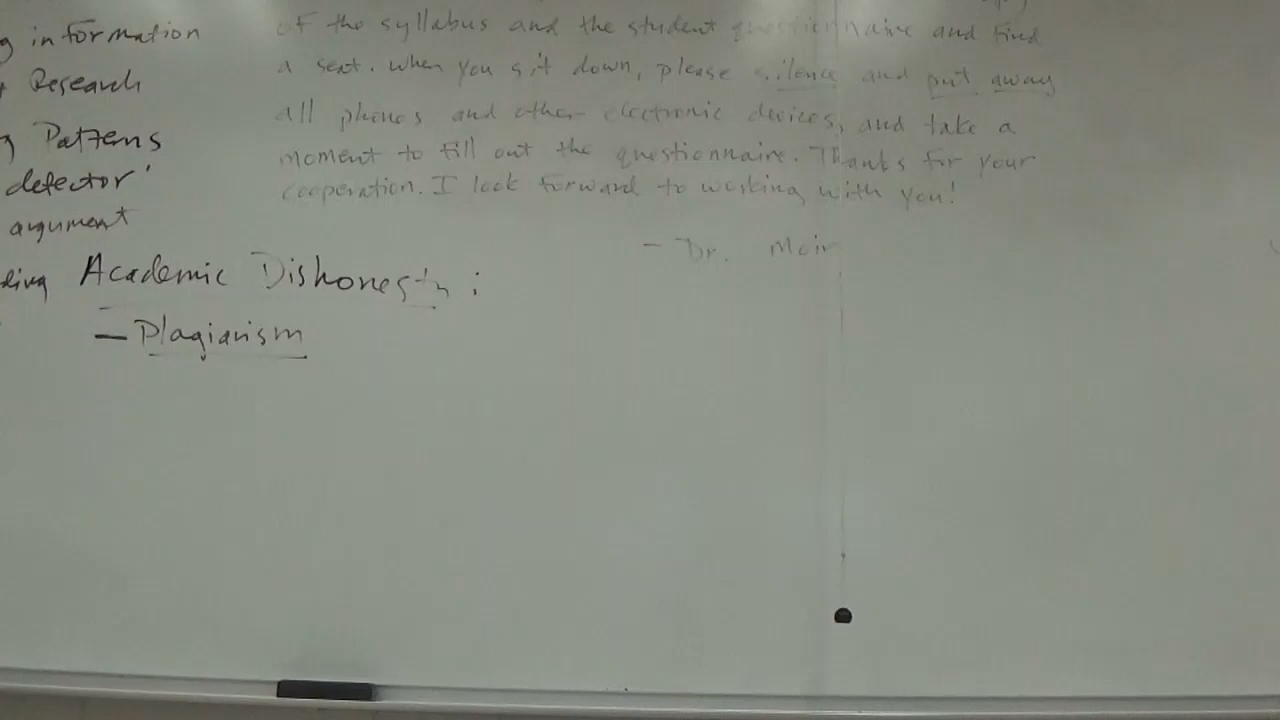 of the syllabus and the student questionnaire and find
a seat. When you sit down, please silence and put away
all phones and other electronic devices, and take a
moment to fill out the questionnaire. Thanks for your
cooperation. I look forward to working with you!
- Dr. Moir
g information
Research
g Patterns
defector'
argument
ding Academic Dishonesty:
- Plagiarism